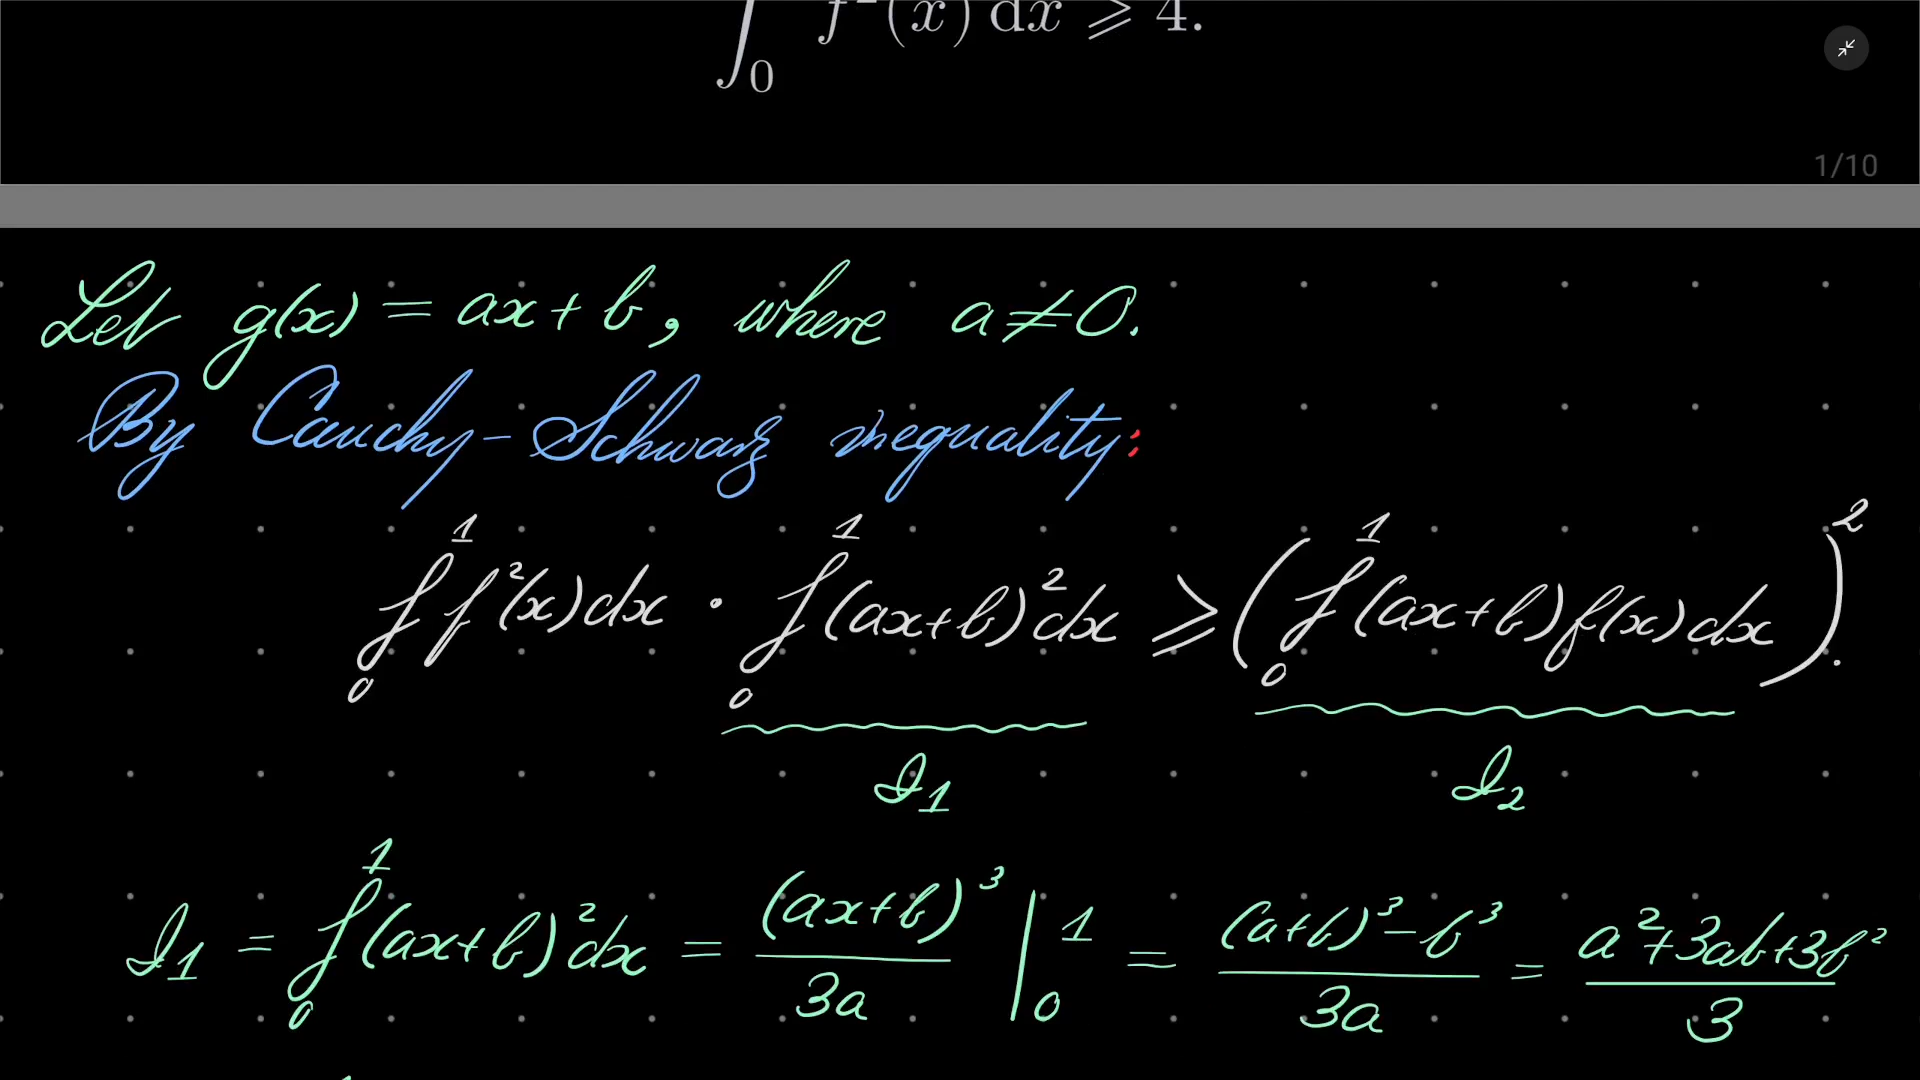 ∫₀ f²(x) dx ⩾ 4.
1/10
Let g(x) = ax + b, where a ≠ 0.
By Cauchy-Schwarz inequality:
∫₀¹ f²(x)dx · ∫₀¹ (ax+b)²dx ⩾ (∫₀¹ (ax+b)f(x)dx)².
I₁ I₂
I₁ = ∫₀¹ (ax+b)²dx = (ax+b)³/3a |₀¹ = ((a+b)³-b³)/3a = (a²+3ab+3b²)/3